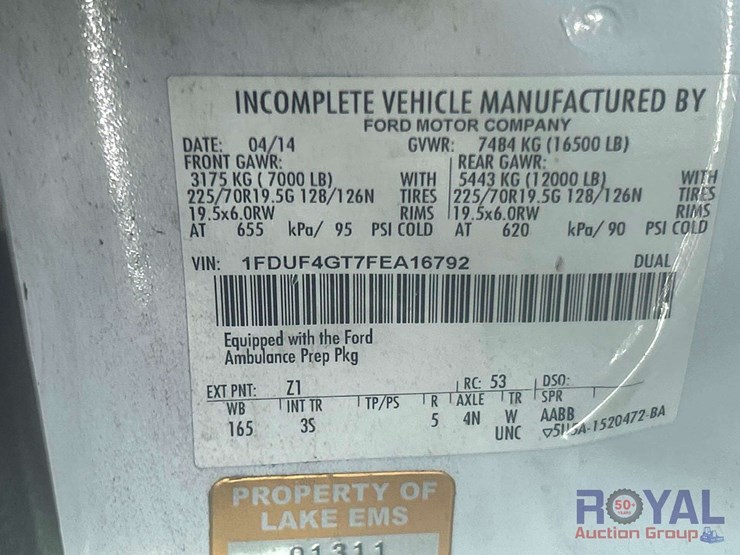 INCOMPLETE VEHICLE MANUFACTURED BY
FORD MOTOR COMPANY
DATE: 04/14 GVWR: 7484 KG (16500 LB)
FRONT GAWR: REAR GAWR:
3175 KG ( 7000 LB) WITH 5443 KG (12000 LB) WITH
225/70R19.5G 128/126N TIRES 225/70R19.5G 128/126N TIRES
19.5x6.0RW RIMS 19.5x6.0RW RIMS
AT 655 kPa/ 95 PSI COLD AT 620 kPa/ 90 PSI COLD
VIN: 1FDUF4GT7FEA16792 DUAL
Equipped with the Ford
Ambulance Prep Pkg
EXT PNT: Z1 RC: 53 DSO:
WB INT TR TP/PS R AXLE TR SPR
165 3S 5 4N W AABB
UNC
PROPERTY OF
LAKE EMS
01311
ROYAL
50+
YEARS
Auction Group